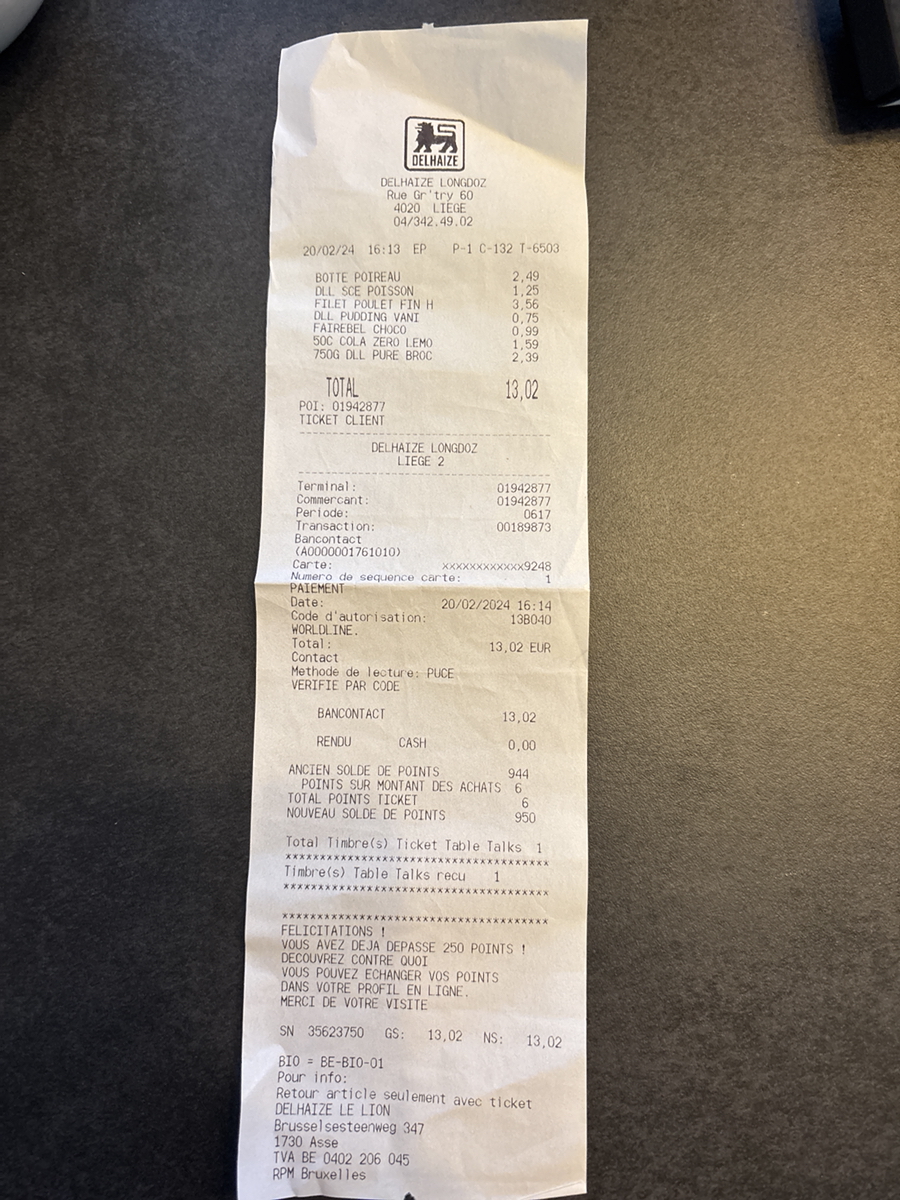 DELHAIZE
DELHAIZE LONGDOZ
Rue Gr'try 60
4020 LIEGE
04/342.49.02
20/02/24 16:13 EP P-1 C-132 T-6503
BOTTE POIREAU 2,49
DLL SCE POISSON 1,25
FILET POULET FIN H 3,56
DLL PUDDING VANI 0,75
FAIREBEL CHOCO 0,99
50C COLA ZERO LEMO 1,59
750G DLL PURE BROC 2,39
TOTAL 13,02
POI: 01942877
TICKET CLIENT
--------------------------------------
DELHAIZE LONGDOZ
LIEGE 2
--------------------------------------
Terminal: 01942877
Commercant: 01942877
Periode: 0617
Transaction: 00189873
Bancontact
(A0000001761010)
Carte: xxxxxxxxxxxx9248
Numero de sequence carte: 1
PAIEMENT
Date: 20/02/2024 16:14
Code d'autorisation: 13B040
WORLDLINE.
Total: 13,02 EUR
Contact
Methode de lecture: PUCE
VERIFIE PAR CODE
BANCONTACT 13,02
RENDU CASH 0,00
ANCIEN SOLDE DE POINTS 944
POINTS SUR MONTANT DES ACHATS 6
TOTAL POINTS TICKET 6
NOUVEAU SOLDE DE POINTS 950
Total Timbre(s) Ticket Table Talks 1
**************************************
Timbre(s) Table Talks recu 1
**************************************
**************************************
FELICITATIONS !
VOUS AVEZ DEJA DEPASSE 250 POINTS !
DECOUVREZ CONTRE QUOI
VOUS POUVEZ ECHANGER VOS POINTS
DANS VOTRE PROFIL EN LIGNE.
MERCI DE VOTRE VISITE
SN 35623750 GS: 13,02 NS: 13,02
BIO = BE-BIO-01
Pour info:
Retour article seulement avec ticket
DELHAIZE LE LION
Brusselsesteenweg 347
1730 Asse
TVA BE 0402 206 045
RPM Bruxelles